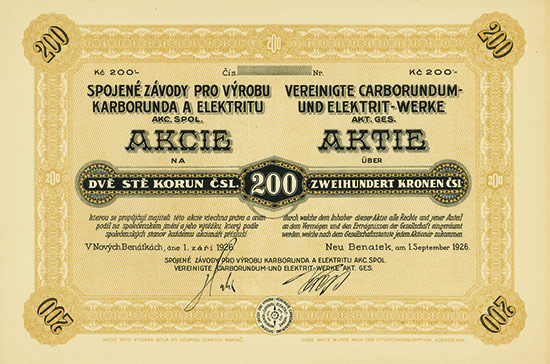 200 200
Kč 200·- Čís. Nr. Kč 200·-
SPOJENÉ ZÁVODY PRO VÝROBU
KARBORUNDA A ELEKTRITU
AKC. SPOL.
AKCIE
NA
DVĚ STĚ KORUN ČSL.
kterou se propůjčují majiteli této akcie všechna práva a
podíl na společenském jmění a jeho výtěžku, který podle
společenských stanov každému akcionáři přísluší
V Nových Benátkách, dne 1. září 1926.
VEREINIGTE CARBORUNDUM-
UND ELEKTRIT-WERKE
AKT. GES.
AKTIE
ÜBER
200
ZWEIHUNDERT KRONEN ČSL.
durch welche dem Inhaber dieser Aktie alle Rechte und jener Anteil
an dem Vermögen und den Erträgnissen der Gesellschaft eingeräumt
werden, welche nach dem Gesellschaftsstatute jedem Aktionär zukommen.
Neu Benatek, am 1. September 1926.
SPOJENÉ ZÁVODY PRO VÝROBU KARBORUNDA A ELEKTRITU AKC. SPOL.
VEREINIGTE CARBORUNDUM- UND ELEKTRIT-WERKE AKT. GES.
200 200